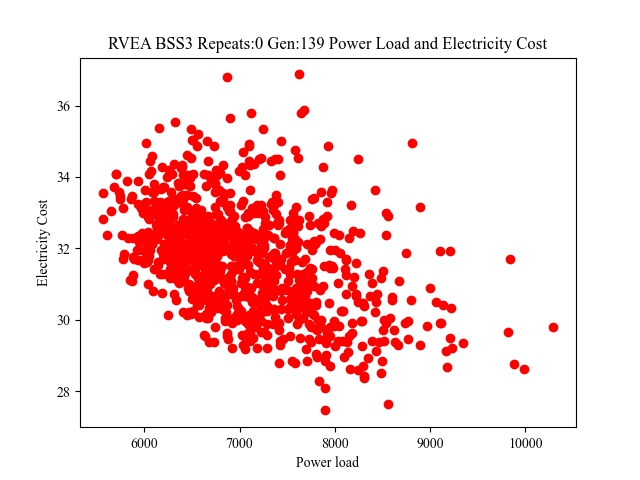 RVEA BSS3 Repeats:0 Gen:139 Power Load and Electricity Cost
36
34
32
30
28
Electricity Cost
6000 7000 8000 9000 10000
Power load